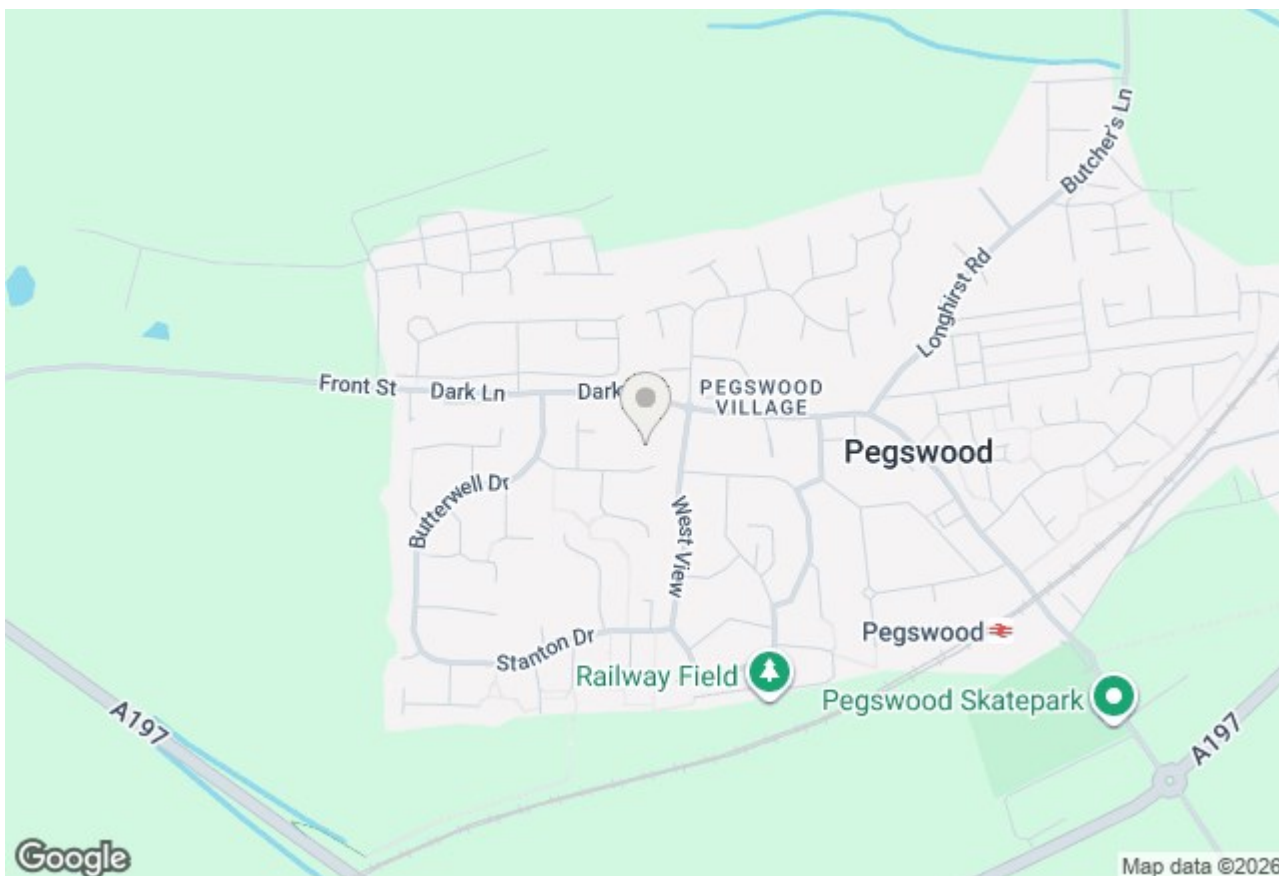 Butcher's Ln
Longhirst Rd
Front St
Dark Ln
Dark
PEGSWOOD
VILLAGE
Pegswood
Butterwell Dr
West View
Pegswood
Stanton Dr
Railway Field
Pegswood Skatepark
A197
A197
Google
Map data ©2026